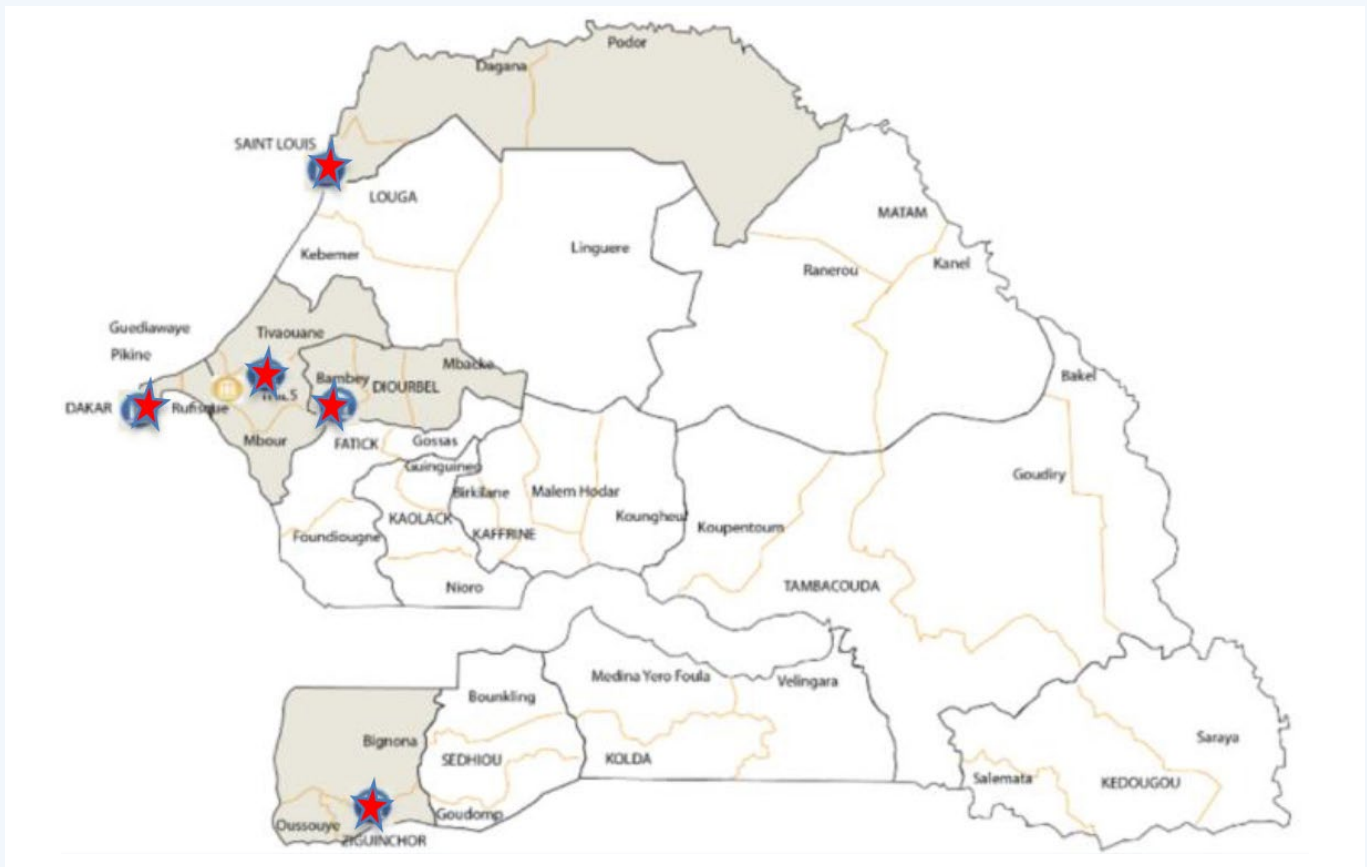 Podor
Dagana
SAINT LOUIS
LOUGA
MATAM
Linguere
Kebemer
Kanel
Ranerou
Guediawaye
Tivaouane
Pikine
Mbacke
Bakel
Bambey
DIOURBEL
DAKAR
Rufisque
Mbour
FATICK
Gossas
Guinguineo
Goudiry
Birkilane
Malem Hodar
KAOLACK
Koungheul
Koupentoum
KAFFRINE
Foundiougne
Nioro
TAMBACOUDA
Medina Yero Foula
Velingara
Bounkling
Bignona
Saraya
SEDHIOU
KOLDA
Salemata
KEDOUGOU
Goudomp
Oussouye
ZIGUINCHOR